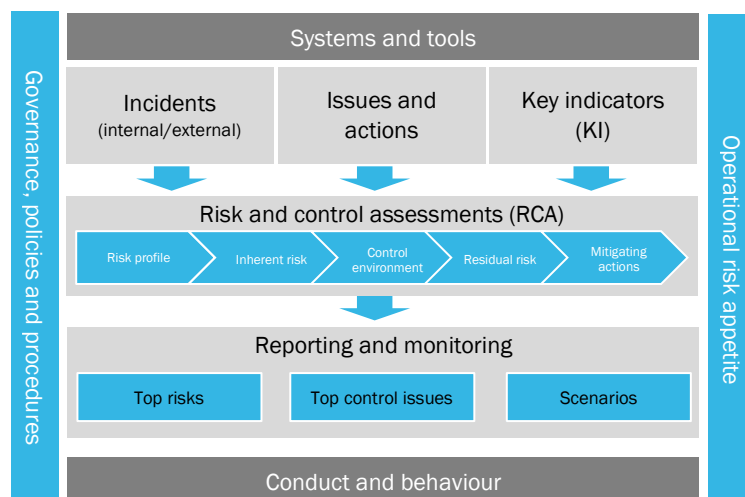 Governance, policies and procedures
Systems and tools
Incidents
(internal/external)
Issues and
actions
Key indicators
(KI)
Risk and control assessments (RCA)
Risk profile
Inherent risk
Control
environment
Residual risk
Mitigating
actions
Reporting and monitoring
Top risks
Top control issues
Scenarios
Conduct and behaviour
Operational risk appetite